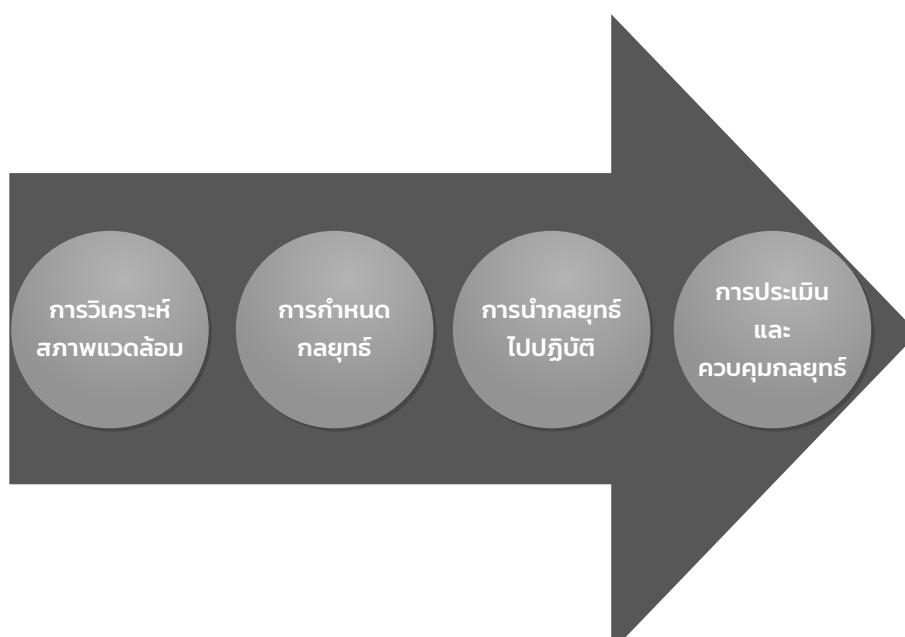 การวิเคราะห์
สภาพแวดล้อม
การกำหนด
กลยุทธ์
การนำกลยุทธ์
ไปปฏิบัติ
การประเมิน
และ
ควบคุมกลยุทธ์